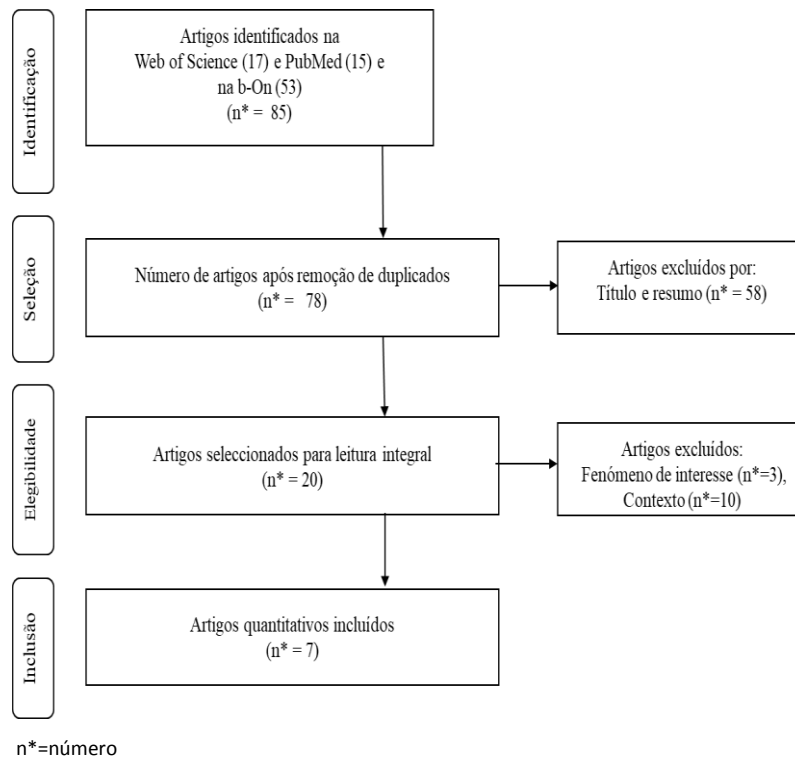 Identificação
Artigos identificados na
Web of Science (17) e PubMed (15) e
na b-On (53)
(n* = 85)
Seleção
Número de artigos após remoção de duplicados
(n* = 78)
Artigos excluídos por:
Título e resumo (n* = 58)
Elegibilidade
Artigos seleccionados para leitura integral
(n* = 20)
Artigos excluídos:
Fenómeno de interesse (n*=3),
Contexto (n*=10)
Inclusão
Artigos quantitativos incluídos
(n* = 7)
n*=número